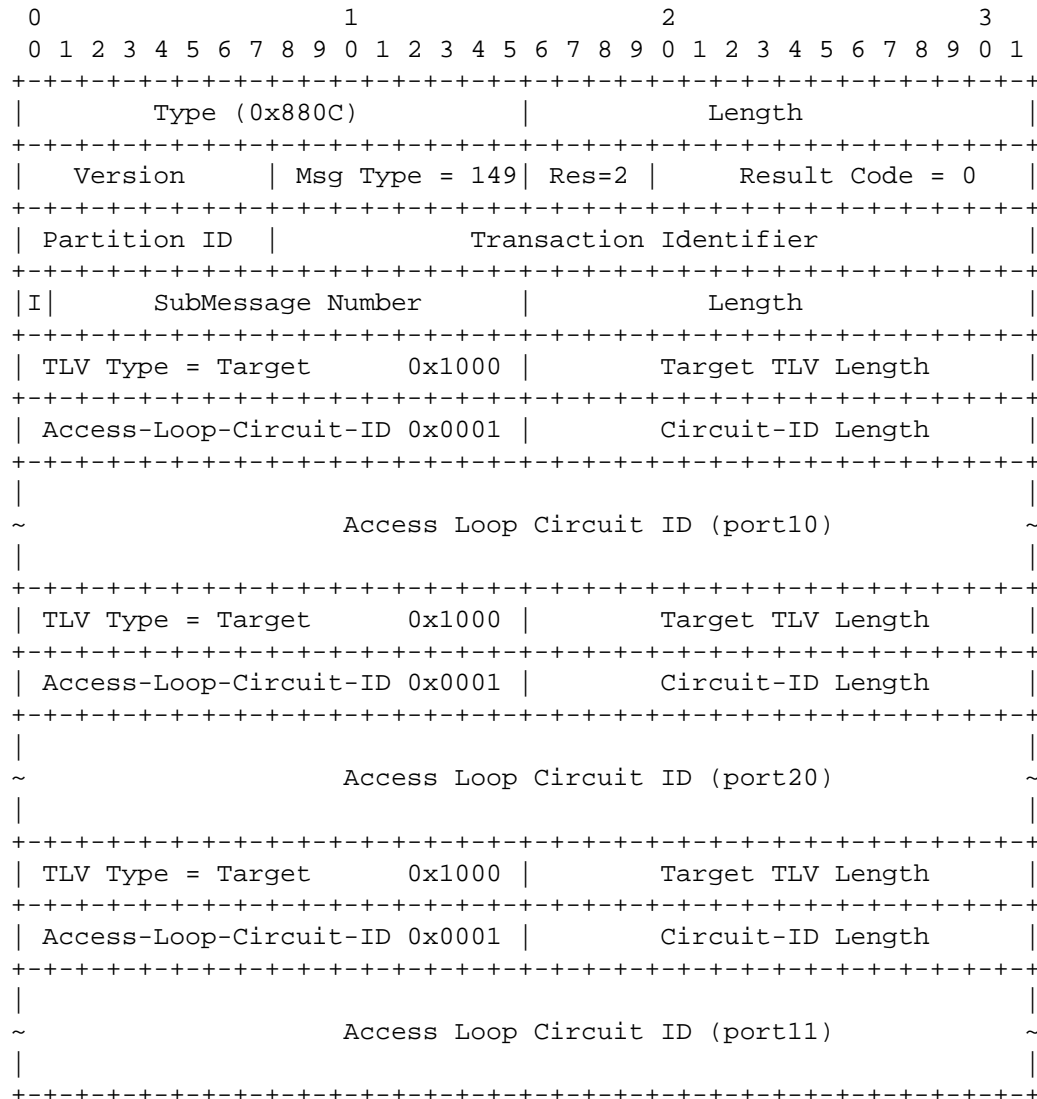 0                   1                   2                   3
 0 1 2 3 4 5 6 7 8 9 0 1 2 3 4 5 6 7 8 9 0 1 2 3 4 5 6 7 8 9 0 1
+-+-+-+-+-+-+-+-+-+-+-+-+-+-+-+-+-+-+-+-+-+-+-+-+-+-+-+-+-+-+-+-+
|        Type (0x880C)          |           Length              |
+-+-+-+-+-+-+-+-+-+-+-+-+-+-+-+-+-+-+-+-+-+-+-+-+-+-+-+-+-+-+-+-+
|   Version     | Msg Type = 149| Res=2 |     Result Code = 0   |
+-+-+-+-+-+-+-+-+-+-+-+-+-+-+-+-+-+-+-+-+-+-+-+-+-+-+-+-+-+-+-+-+
| Partition ID  |            Transaction Identifier             |
+-+-+-+-+-+-+-+-+-+-+-+-+-+-+-+-+-+-+-+-+-+-+-+-+-+-+-+-+-+-+-+-+
|I|      SubMessage Number      |           Length              |
+-+-+-+-+-+-+-+-+-+-+-+-+-+-+-+-+-+-+-+-+-+-+-+-+-+-+-+-+-+-+-+-+
| TLV Type = Target      0x1000 |        Target TLV Length      |
+-+-+-+-+-+-+-+-+-+-+-+-+-+-+-+-+-+-+-+-+-+-+-+-+-+-+-+-+-+-+-+-+
| Access-Loop-Circuit-ID 0x0001 |        Circuit-ID Length      |
+-+-+-+-+-+-+-+-+-+-+-+-+-+-+-+-+-+-+-+-+-+-+-+-+-+-+-+-+-+-+-+-+
|                                                               |
~                    Access Loop Circuit ID (port10)            ~
|                                                               |
+-+-+-+-+-+-+-+-+-+-+-+-+-+-+-+-+-+-+-+-+-+-+-+-+-+-+-+-+-+-+-+-+
| TLV Type = Target      0x1000 |        Target TLV Length      |
+-+-+-+-+-+-+-+-+-+-+-+-+-+-+-+-+-+-+-+-+-+-+-+-+-+-+-+-+-+-+-+-+
| Access-Loop-Circuit-ID 0x0001 |        Circuit-ID Length      |
+-+-+-+-+-+-+-+-+-+-+-+-+-+-+-+-+-+-+-+-+-+-+-+-+-+-+-+-+-+-+-+-+
|                                                               |
~                    Access Loop Circuit ID (port20)            ~
|                                                               |
+-+-+-+-+-+-+-+-+-+-+-+-+-+-+-+-+-+-+-+-+-+-+-+-+-+-+-+-+-+-+-+-+
| TLV Type = Target      0x1000 |        Target TLV Length      |
+-+-+-+-+-+-+-+-+-+-+-+-+-+-+-+-+-+-+-+-+-+-+-+-+-+-+-+-+-+-+-+-+
| Access-Loop-Circuit-ID 0x0001 |        Circuit-ID Length      |
+-+-+-+-+-+-+-+-+-+-+-+-+-+-+-+-+-+-+-+-+-+-+-+-+-+-+-+-+-+-+-+-+
|                                                               |
~                    Access Loop Circuit ID (port11)            ~
|                                                               |
+-+-+-+-+-+-+-+-+-+-+-+-+-+-+-+-+-+-+-+-+-+-+-+-+-+-+-+-+-+-+-+-+